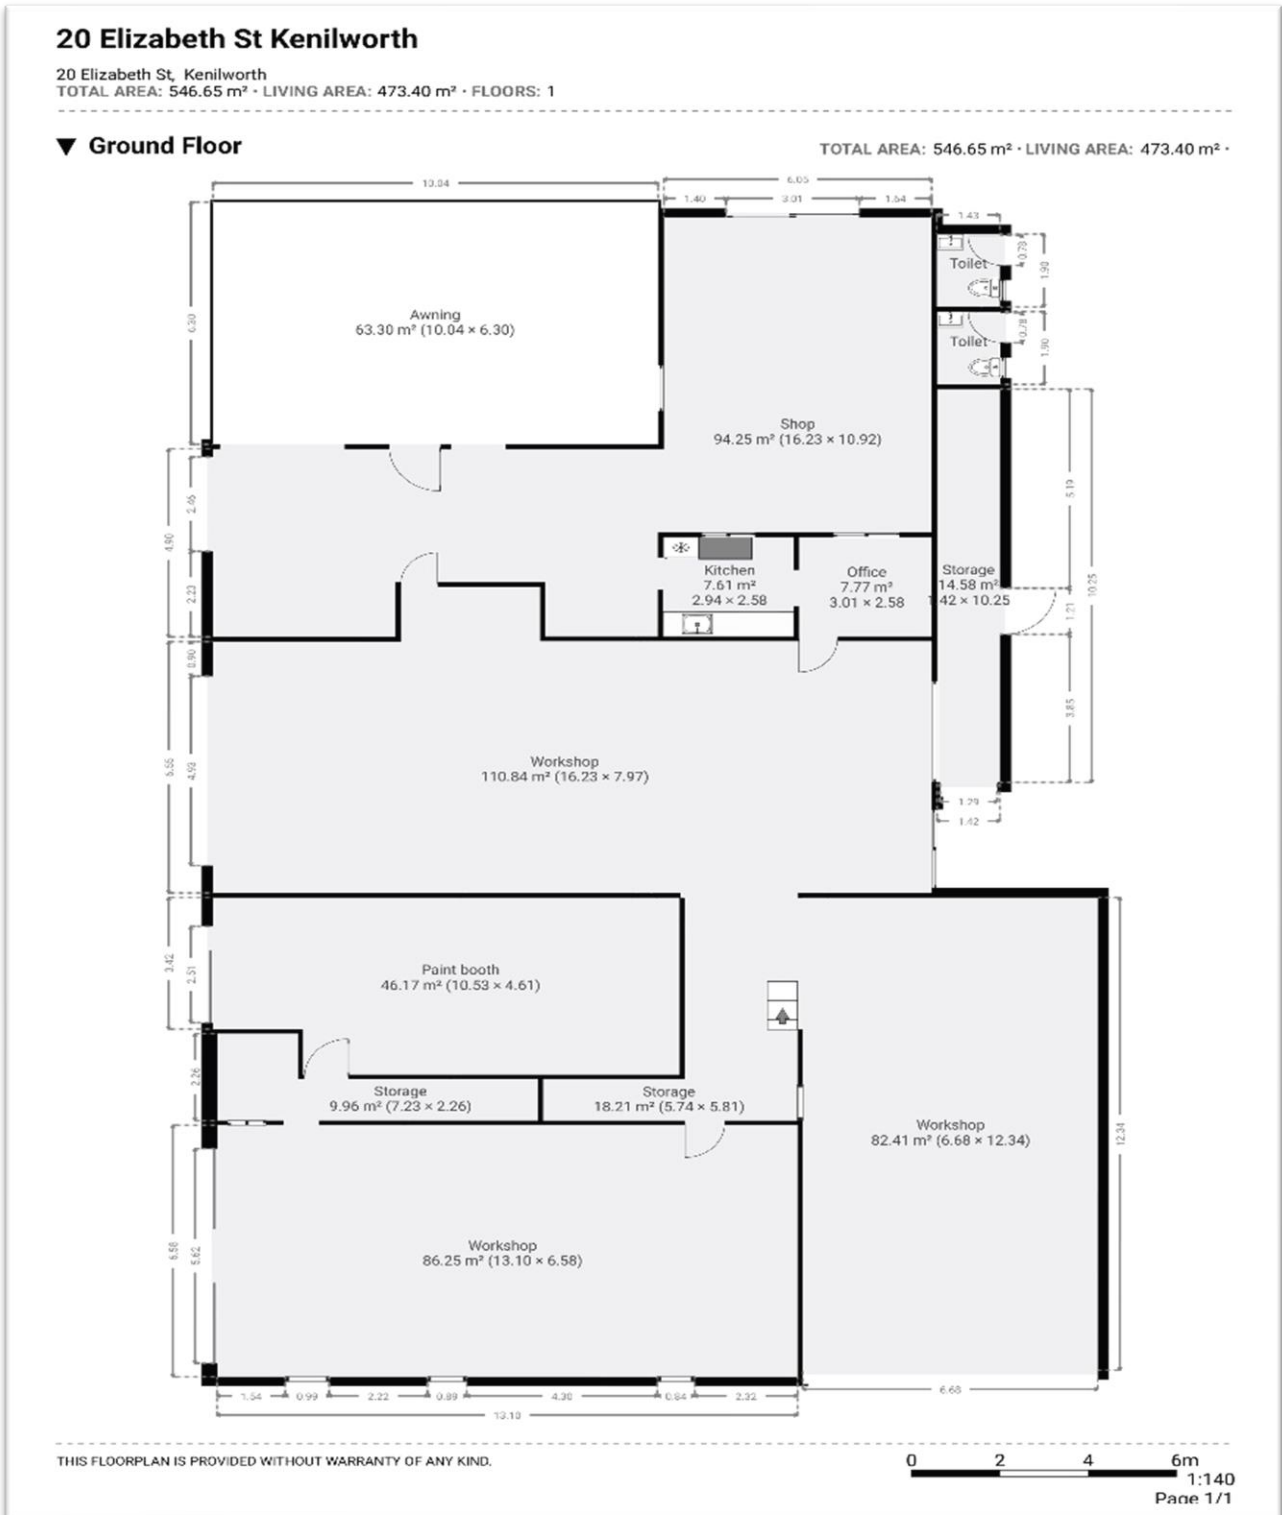 20 Elizabeth St Kenilworth
20 Elizabeth St, Kenilworth
TOTAL AREA: 546.65 m² · LIVING AREA: 473.40 m² · FLOORS: 1
▼ Ground Floor
TOTAL AREA: 546.65 m² · LIVING AREA: 473.40 m² ·
10.04
6.05
1.40
3.01
1.64
1.43
Toilet
0.78
1.90
Awning
63.30 m² (10.04 × 6.30)
6.30
Toilet
0.78
1.90
Shop
94.25 m² (16.23 × 10.92)
2.46
4.90
2.23
5.19
10.25
1.21
3.85
Kitchen
7.61 m²
2.94 × 2.58
Office
7.77 m²
3.01 × 2.58
Storage
14.58 m²
1.42 × 10.25
0.90
4.93
Workshop
110.84 m² (16.23 × 7.97)
1.29
1.42
3.42
2.51
Paint booth
46.17 m² (10.53 × 4.61)
2.26
Storage
9.96 m² (7.23 × 2.26)
Storage
18.21 m² (5.74 × 5.81)
Workshop
82.41 m² (6.68 × 12.34)
12.34
6.58
5.62
Workshop
86.25 m² (13.10 × 6.58)
1.54
0.99
2.22
0.89
4.30
0.84
2.32
6.68
13.10
THIS FLOORPLAN IS PROVIDED WITHOUT WARRANTY OF ANY KIND.
0 2 4 6m
1:140
Page 1/1